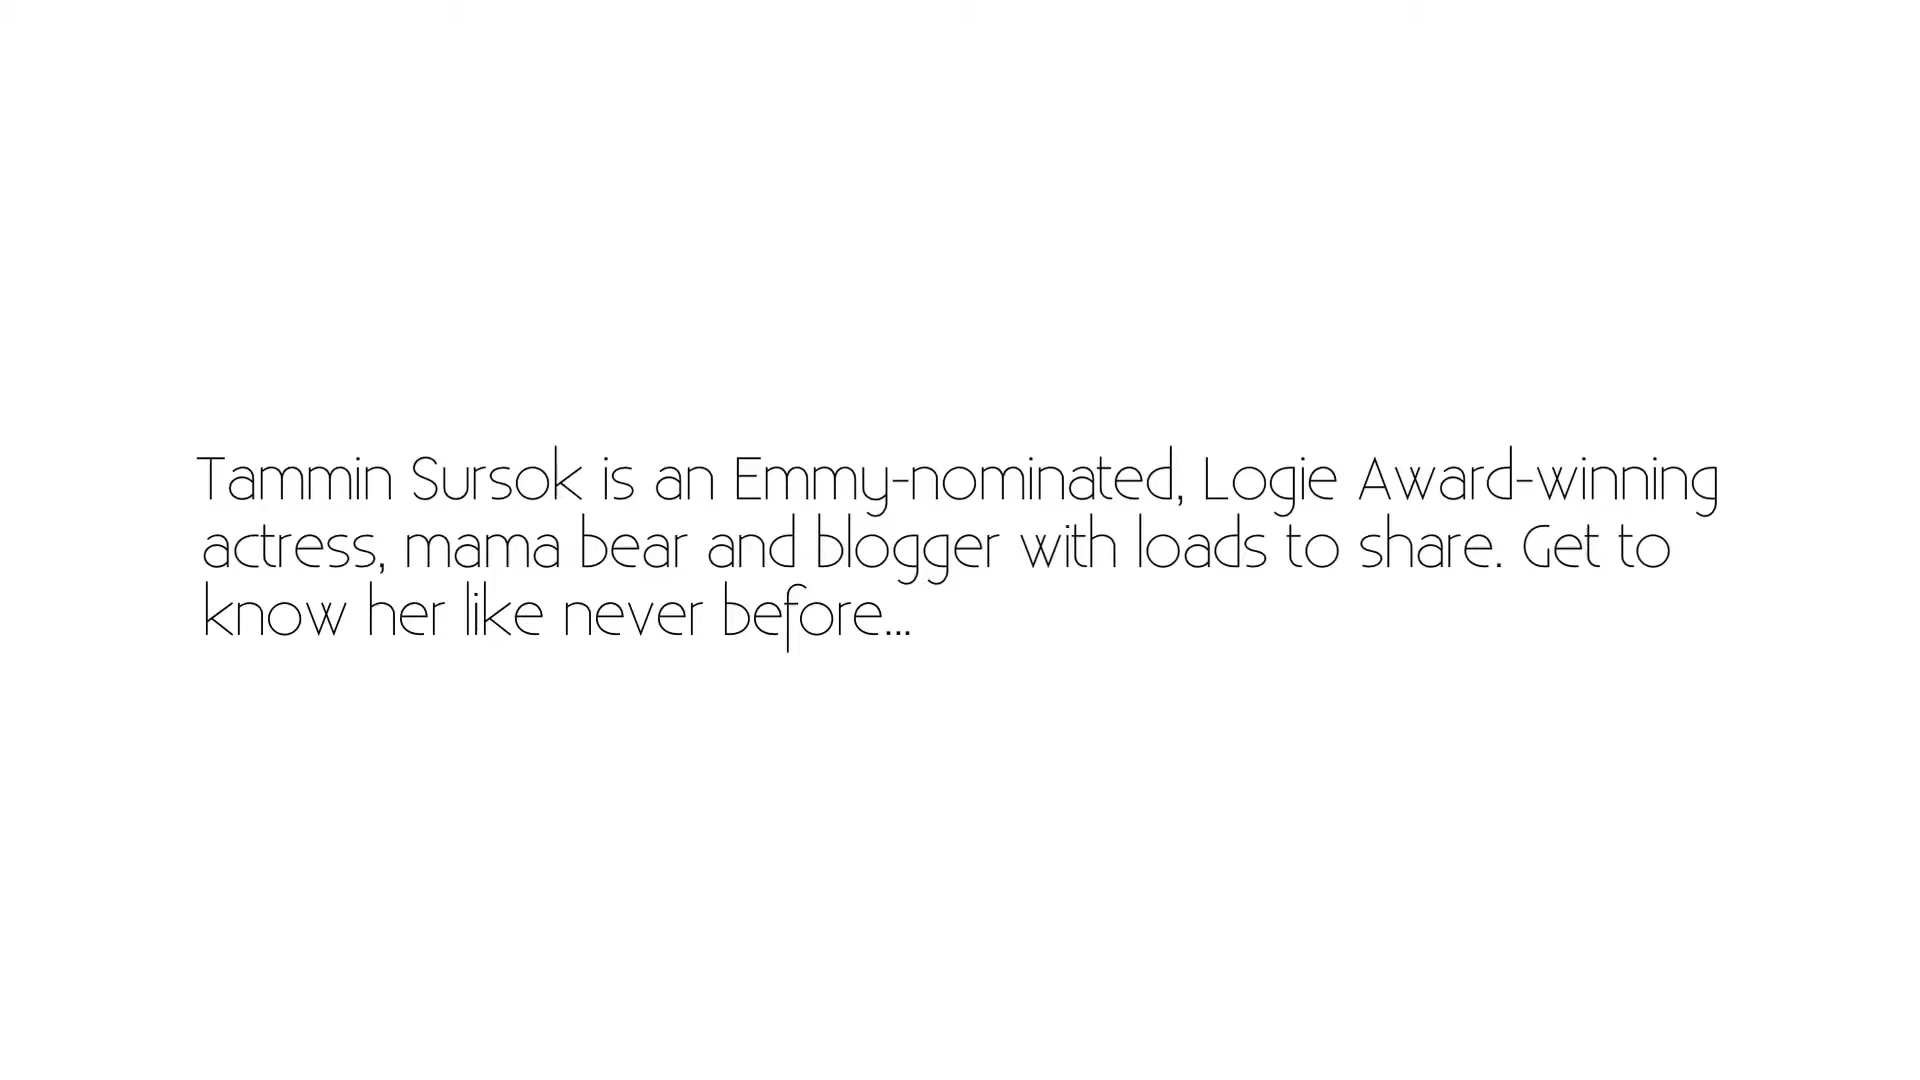 Tammin Sursok is an Emmy-nominated, Logie Award-winning
actress, mama bear and blogger with loads to share. Get to
know her like never before...